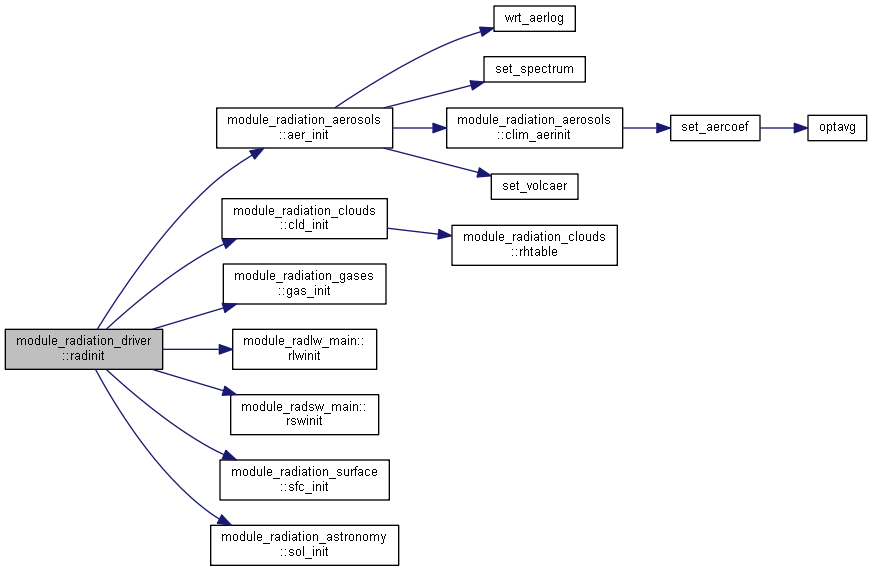 wrt_aerlog
set_spectrum
module_radiation_aerosols
::aer_init
module_radiation_aerosols
::clim_aerinit
set_aercoef
optavg
set_volcaer
module_radiation_clouds
::cld_init
module_radiation_clouds
::rhtable
module_radiation_gases
::gas_init
module_radiation_driver
::radinit
module_radlw_main::
rlwinit
module_radsw_main::
rswinit
module_radiation_surface
::sfc_init
module_radiation_astronomy
::sol_init